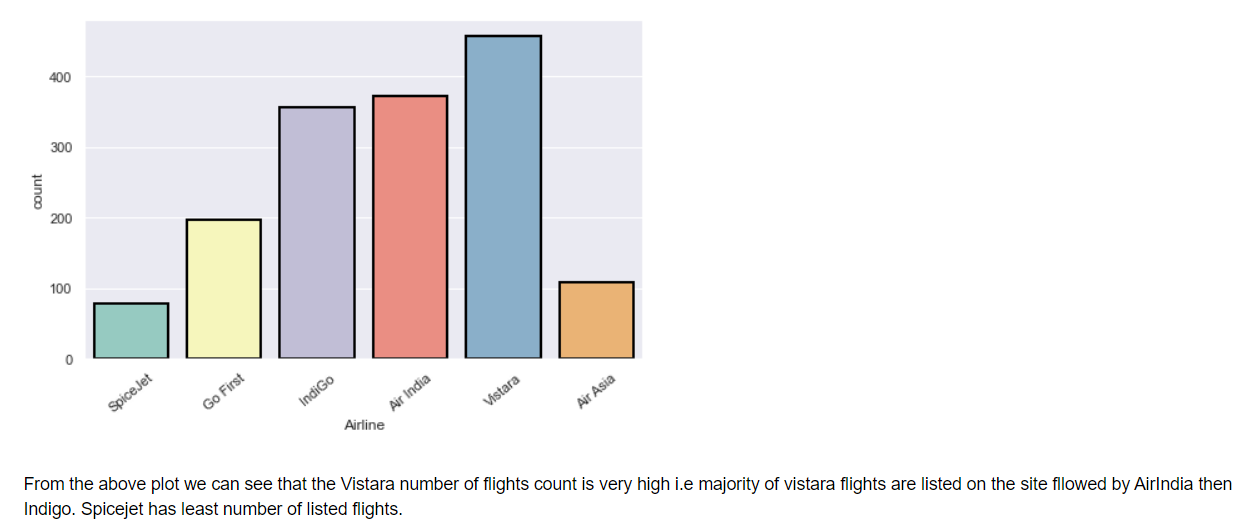 400
300
200
100
0
count
SpiceJet
Go First
IndiGo
Air India
Vistara
Air Asia
Airline
From the above plot we can see that the Vistara number of flights count is very high i.e majority of vistara flights are listed on the site fllowed by AirIndia then
Indigo. Spicejet has least number of listed flights.